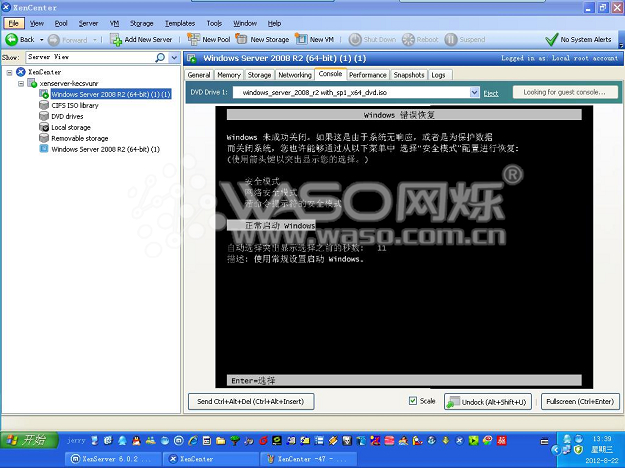 XenCenter
File View Pool Server VM Storage Templates Tools Window Help
Back Forward Add New Server New Pool New Storage New VM Shut Down Reboot Suspend No System Alerts
Show: Server View
Windows Server 2008 R2 (64-bit) (1) (1) Logged in as: Local root account
XenCenter
xenserver-kecsvunr
Windows Server 2008 R2 (64-bit) (1) (1)
CIFS ISO library
DVD drives
Local storage
Removable storage
Windows Server 2008 R2 (64-bit) (1)
General Memory Storage Networking Console Performance Snapshots Logs
DVD Drive 1: windows_server_2008_r2 with_sp1_x64_dvd.iso Eject Looking for guest console...
Windows 错误恢复
Windows 未成功关闭。如果这是由于系统无响应，或者是为保护数据
而关闭系统，您也许能够通过从以下菜单中 选择"安全模式"配置进行恢复:
(使用箭头键以突出显示您的选择。)
安全模式
网络安全模式
带命令提示符的安全模式
正常启动 Windows
自动选择突出显示选择之前的秒数: 11
描述: 使用常规设置启动 Windows。
Enter=选择
WASO网烁
www.waso.com.cn
Send Ctrl+Alt+Del (Ctrl+Alt+Insert) Scale Undock (Alt+Shift+U) Fullscreen (Ctrl+Enter)
开始 jerry
13:39
星期三
2012-8-22
XenServer 6.0.2 ... XenCenter XenCenter -47 - ...